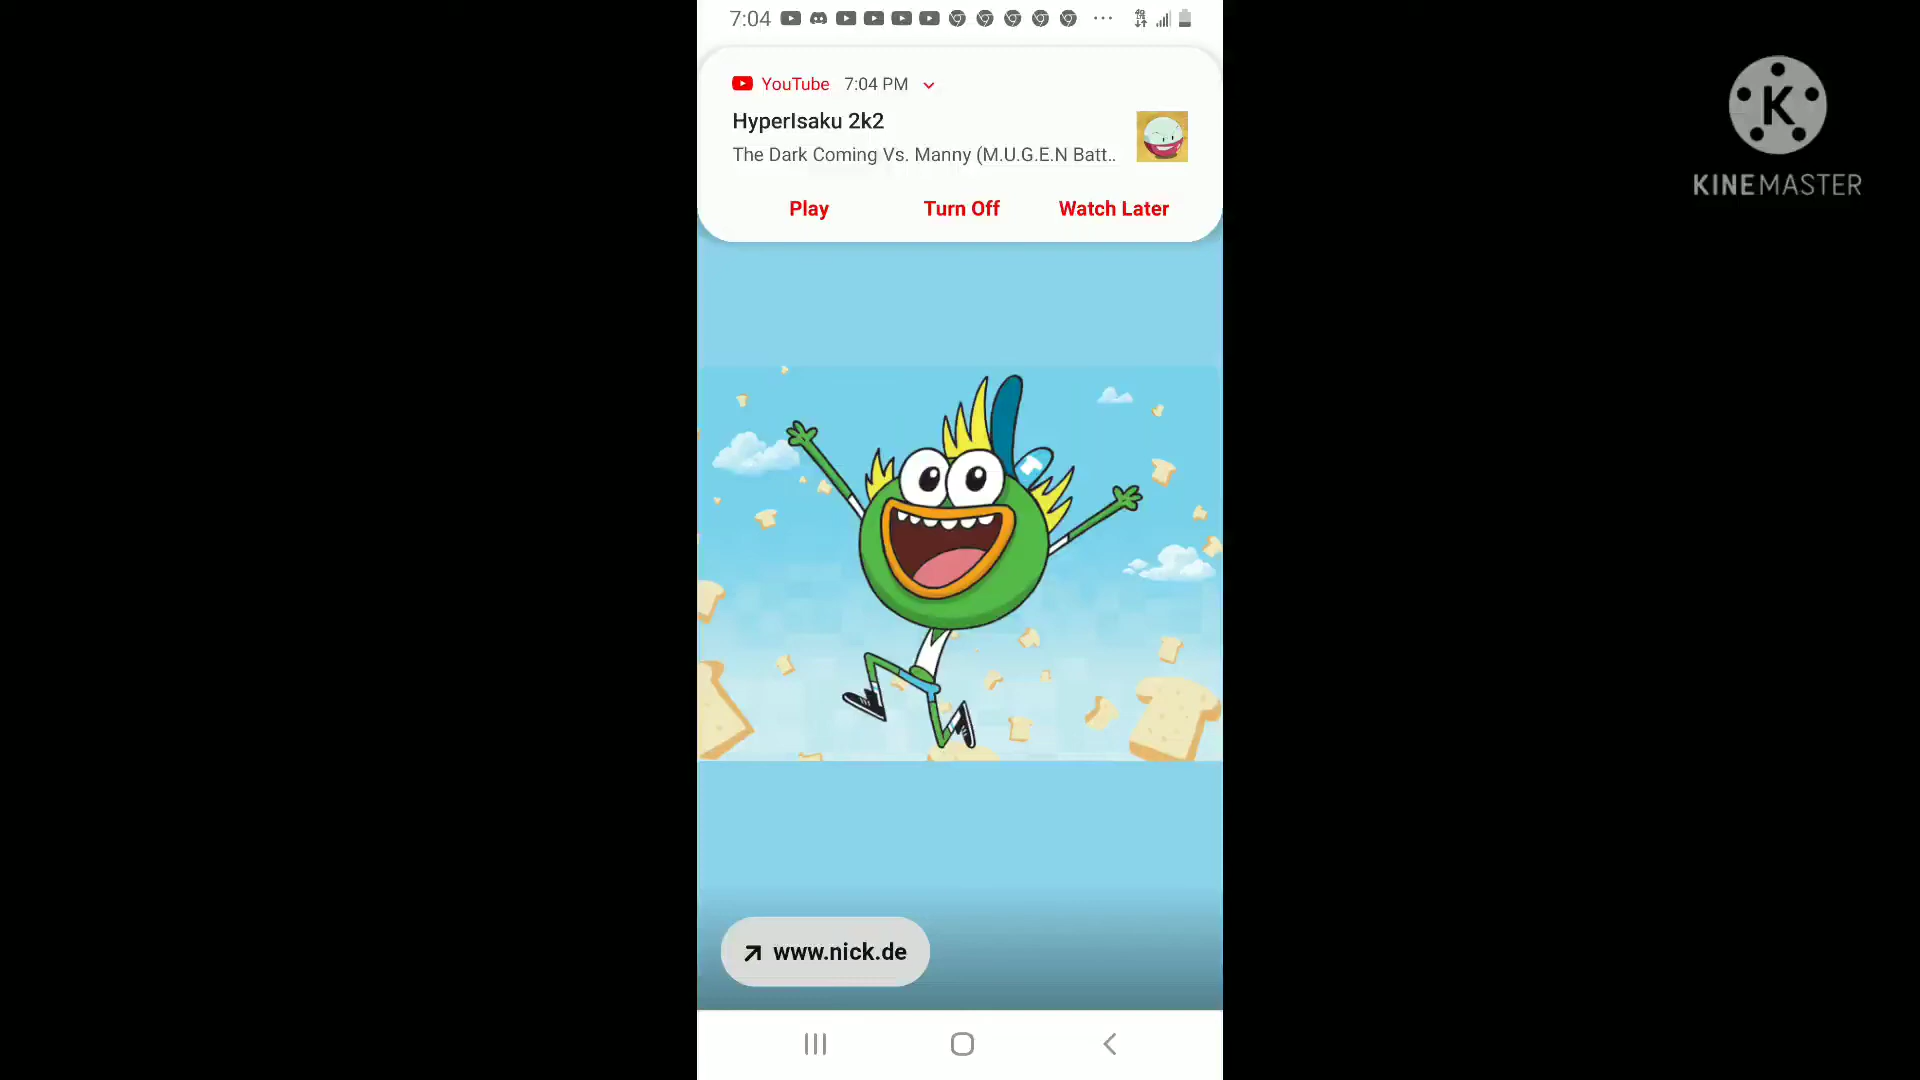 7:04
YouTube 7:04 PM
HyperIsaku 2k2
The Dark Coming Vs. Manny (M.U.G.E.N Batt..
Play Turn Off Watch Later
www.nick.de
K
KINEMASTER